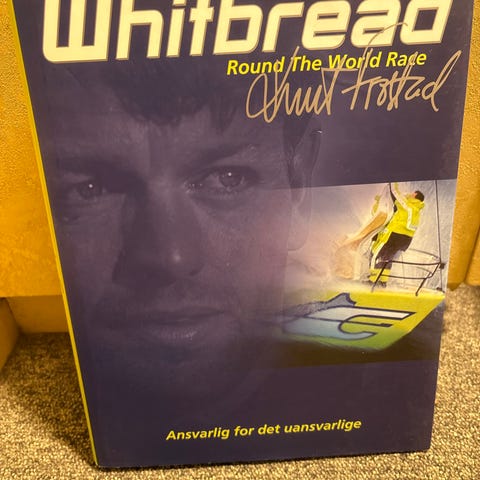 Whitbread
Round The World Race
Knut Frostad
Ansvarlig for det uansvarlige